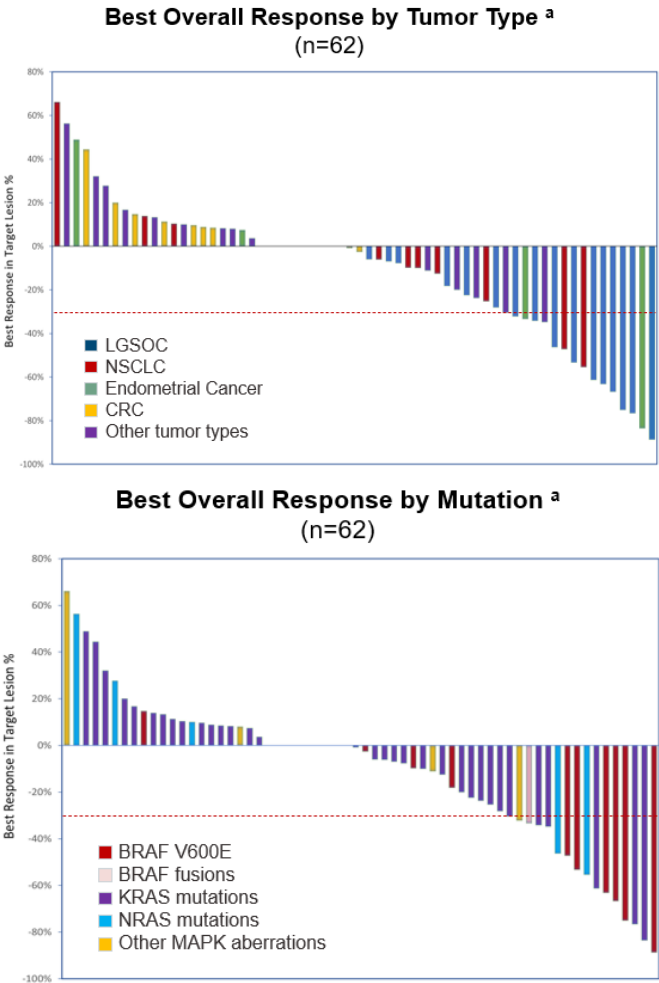 Best Overall Response by Tumor Type a
(n=62)
80%
60%
40%
20%
0%
-20%
-40%
-60%
-80%
-100%
Best Response in Target Lesion %
LGSOC
NSCLC
Endometrial Cancer
CRC
Other tumor types
Best Overall Response by Mutation a
(n=62)
80%
60%
40%
20%
0%
-20%
-40%
-60%
-80%
-100%
Best Response in Target Lesion %
BRAF V600E
BRAF fusions
KRAS mutations
NRAS mutations
Other MAPK aberrations